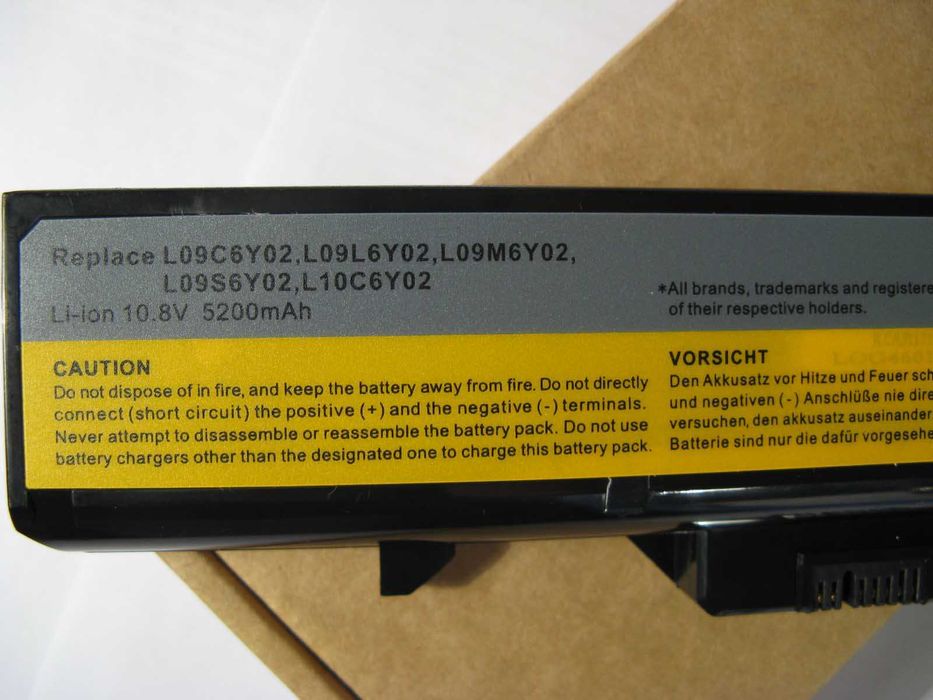 Replace L09C6Y02,L09L6Y02,L09M6Y02,
L09S6Y02,L10C6Y02
Li-ion 10.8V 5200mAh
*All brands, trademarks and registere
of their respective holders.
CAUTION
Do not dispose of in fire, and keep the battery away from fire. Do not directly
connect (short circuit) the positive (+) and the negative (-) terminals.
Never attempt to disassemble or reassemble the battery pack. Do not use
battery chargers other than the designated one to charge this battery pack.
VORSICHT
Den Akkusatz vor Hitze und Feuer sch
und negativen (-) Anschlüße nie dire
versuchen, den akkusatz auseinander
Batterie sind nur die dafür vorgesehe